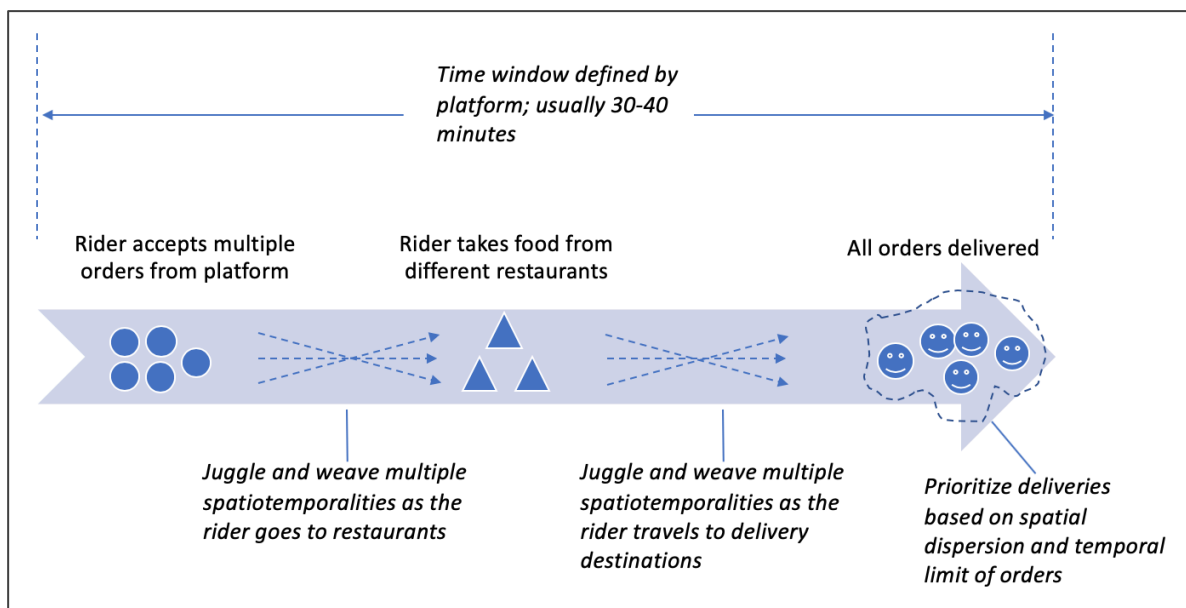 Time window defined by
platform; usually 30-40
minutes
Rider accepts multiple
orders from platform
Rider takes food from
different restaurants
All orders delivered
Juggle and weave multiple
spatiotemporalities as the
rider goes to restaurants
Juggle and weave multiple
spatiotemporalities as the
rider travels to delivery
destinations
Prioritize deliveries
based on spatial
dispersion and temporal
limit of orders